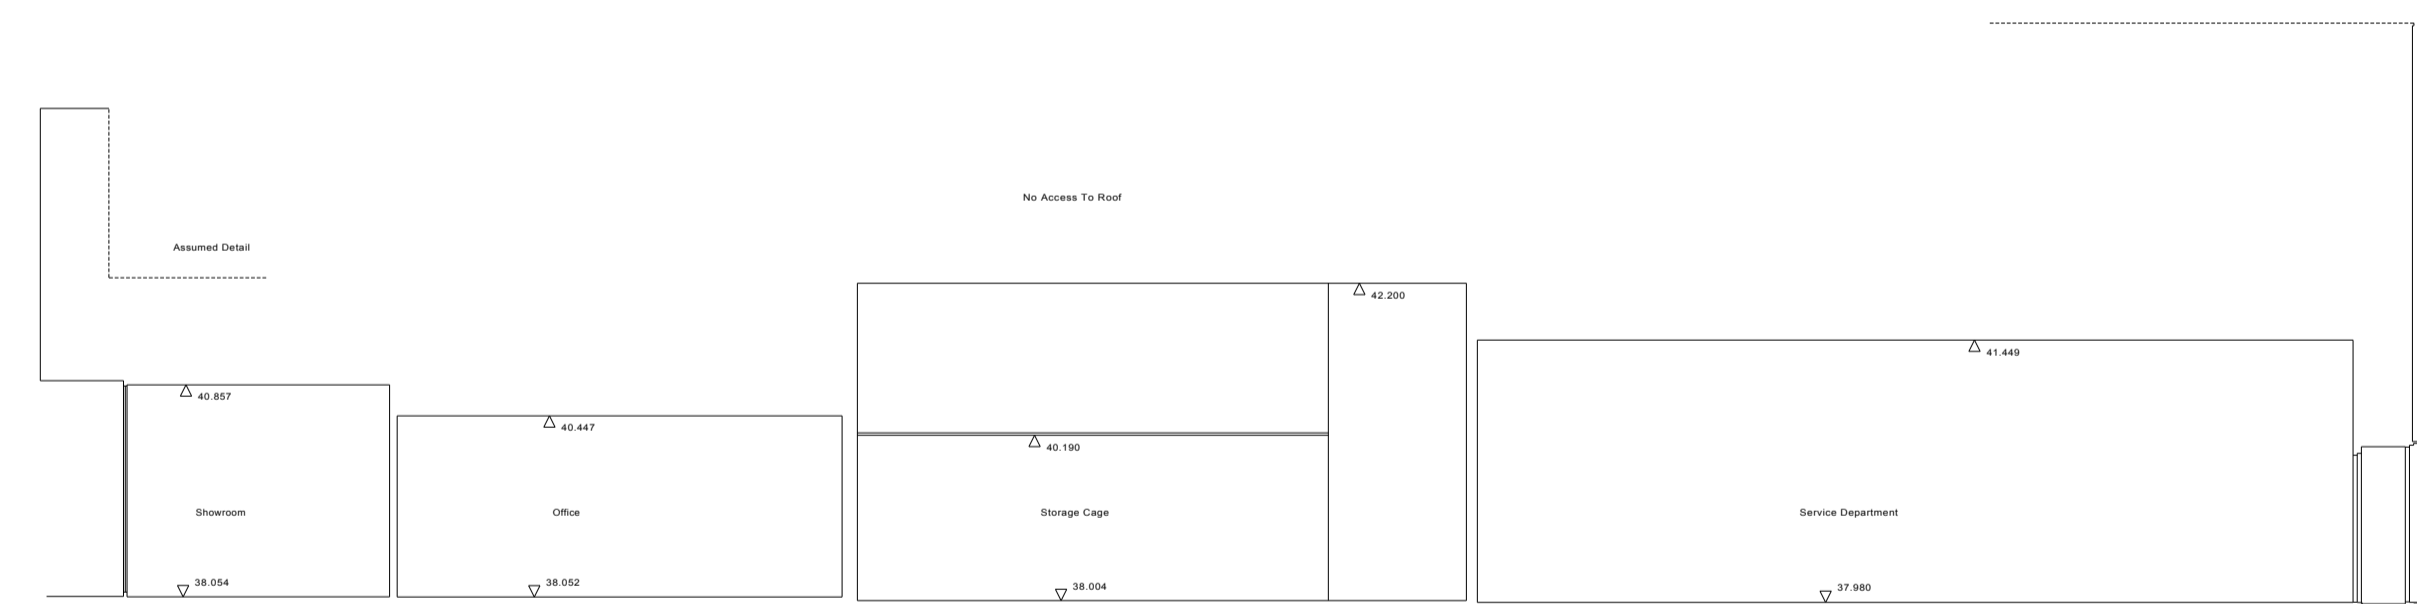 No Access To Roof
Assumed Detail
42.200
41.449
40.857
40.447
40.190
Showroom
Office
Storage Cage
Service Department
38.054
38.052
38.004
37.980